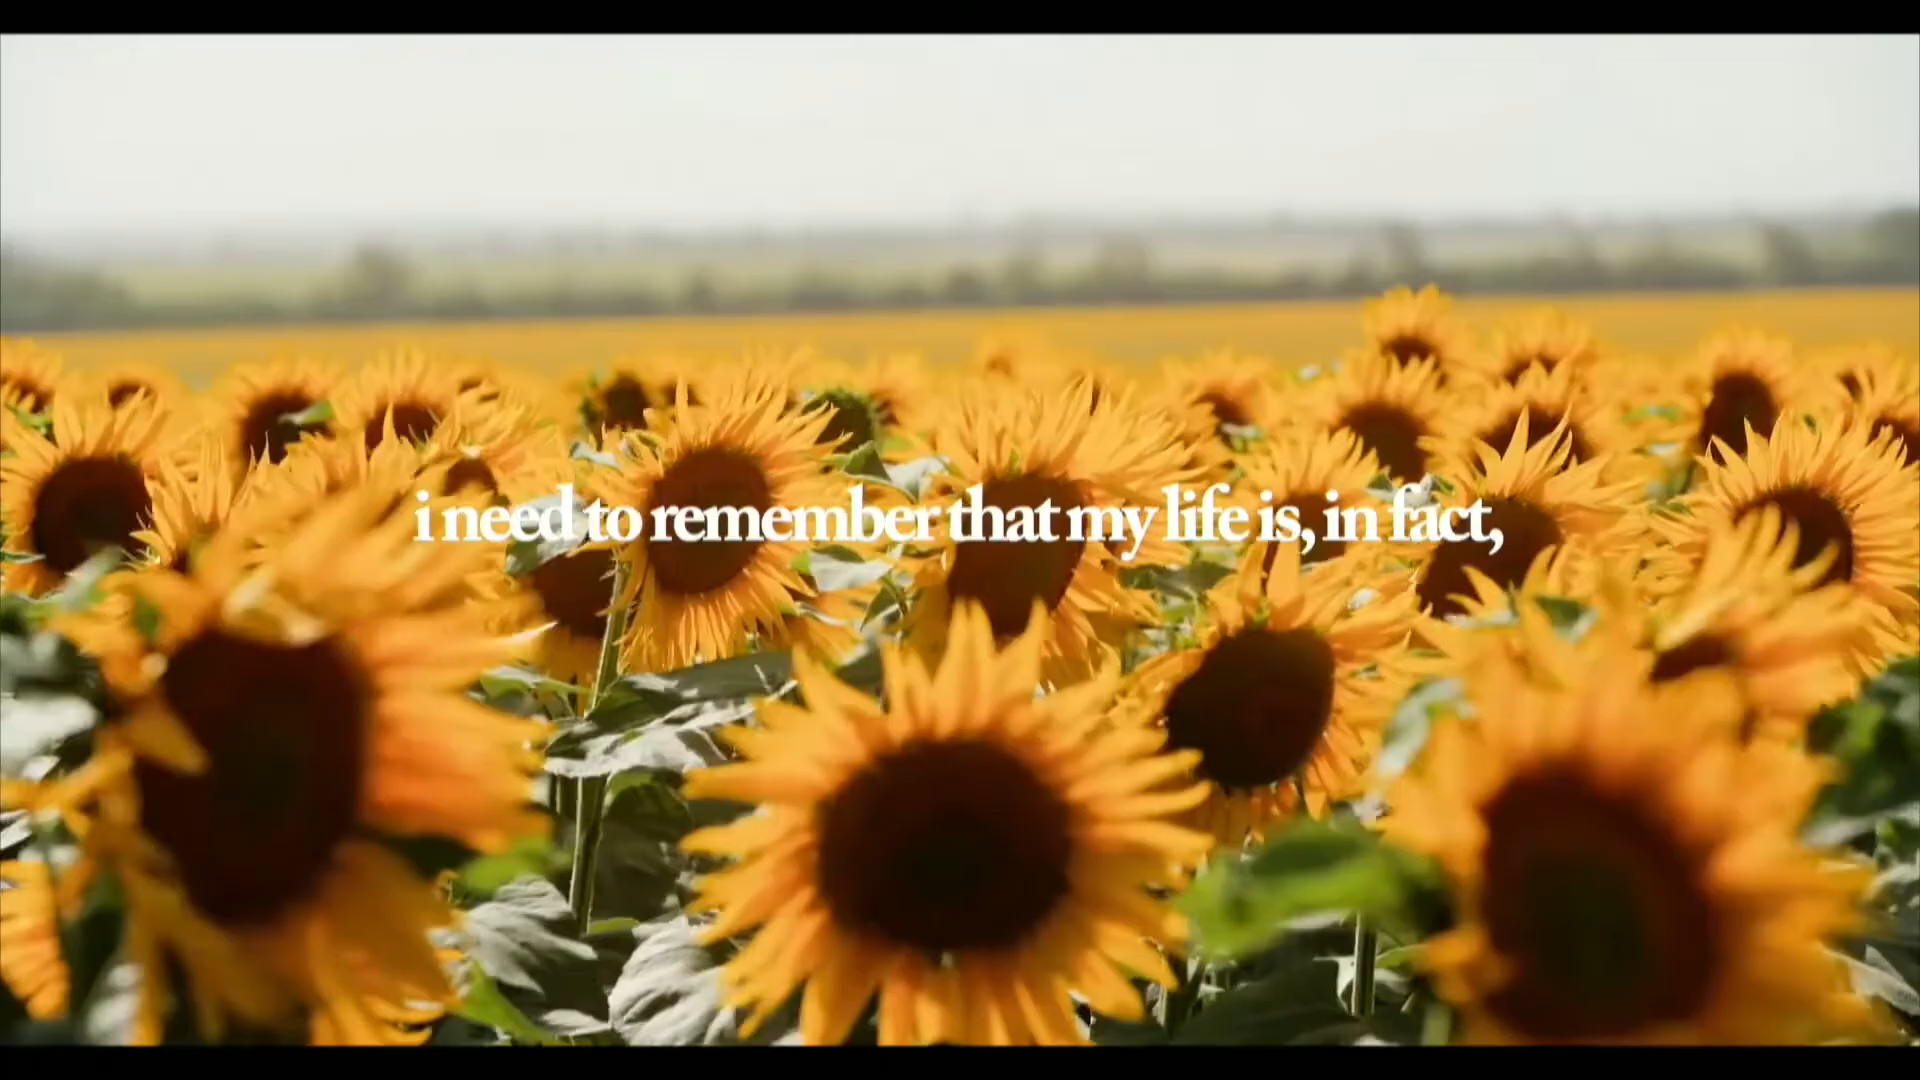 i need to remember that my life is, in fact,